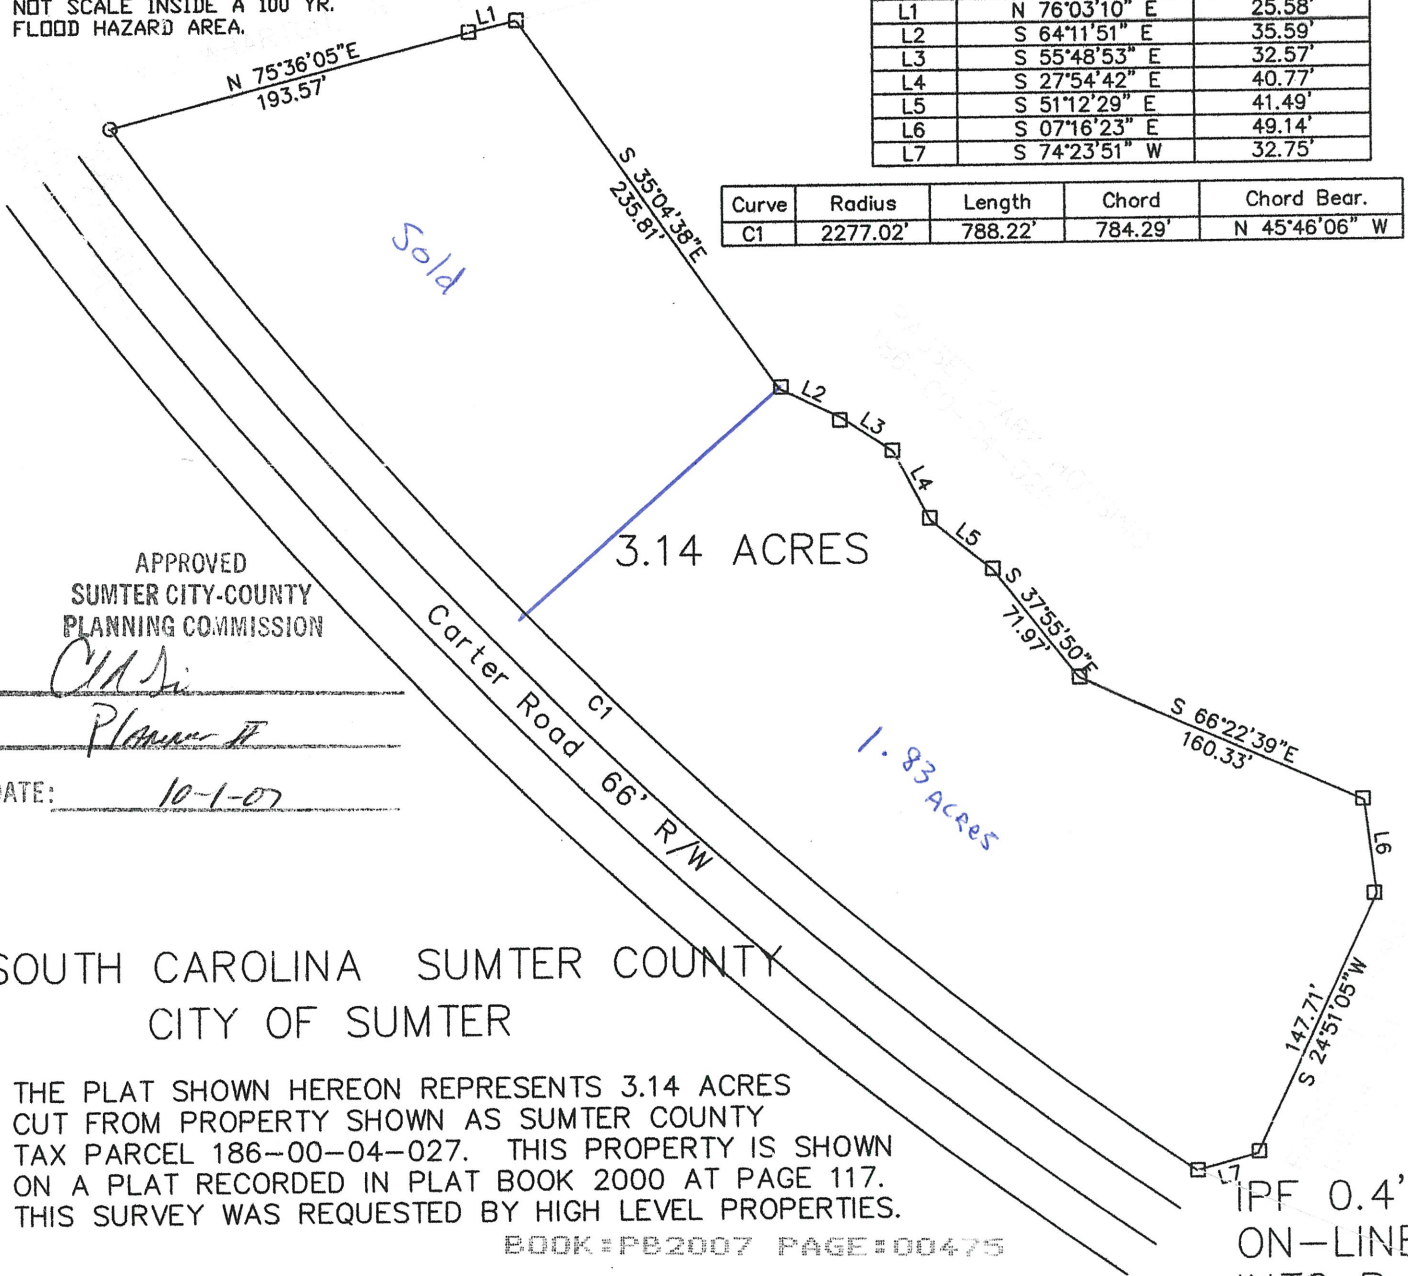 NOT SCALE INSIDE A 100 YR.
FLOOD HAZARD AREA.
L1 N 76°03'10" E 25.58'
L2 S 64°11'51" E 35.59'
L3 S 55°48'53" E 32.57'
L4 S 27°54'42" E 40.77'
L5 S 51°12'29" E 41.49'
L6 S 07°16'23" E 49.14'
L7 S 74°23'51" W 32.75'
Curve Radius Length Chord Chord Bear.
C1 2277.02' 788.22' 784.29' N 45°46'06" W
L1
N 75°36'05"E
193.57'
S 35°04'38"E
235.81'
Sold
L2
L3
L4
L5
3.14 ACRES
S 37°55'50"E
71.97'
S 66°22'39"E
160.33'
L6
147.71'
S 24°51'05"W
L7
1.83 ACRES
C1
Carter Road 66' R/W
APPROVED
SUMTER CITY-COUNTY
PLANNING COMMISSION
Planner II
ATE: 10-1-07
SOUTH CAROLINA SUMTER COUNTY
CITY OF SUMTER
THE PLAT SHOWN HEREON REPRESENTS 3.14 ACRES
CUT FROM PROPERTY SHOWN AS SUMTER COUNTY
TAX PARCEL 186-00-04-027. THIS PROPERTY IS SHOWN
ON A PLAT RECORDED IN PLAT BOOK 2000 AT PAGE 117.
THIS SURVEY WAS REQUESTED BY HIGH LEVEL PROPERTIES.
BOOK:PB2007 PAGE:00475
IPF 0.4'
ON-LINE